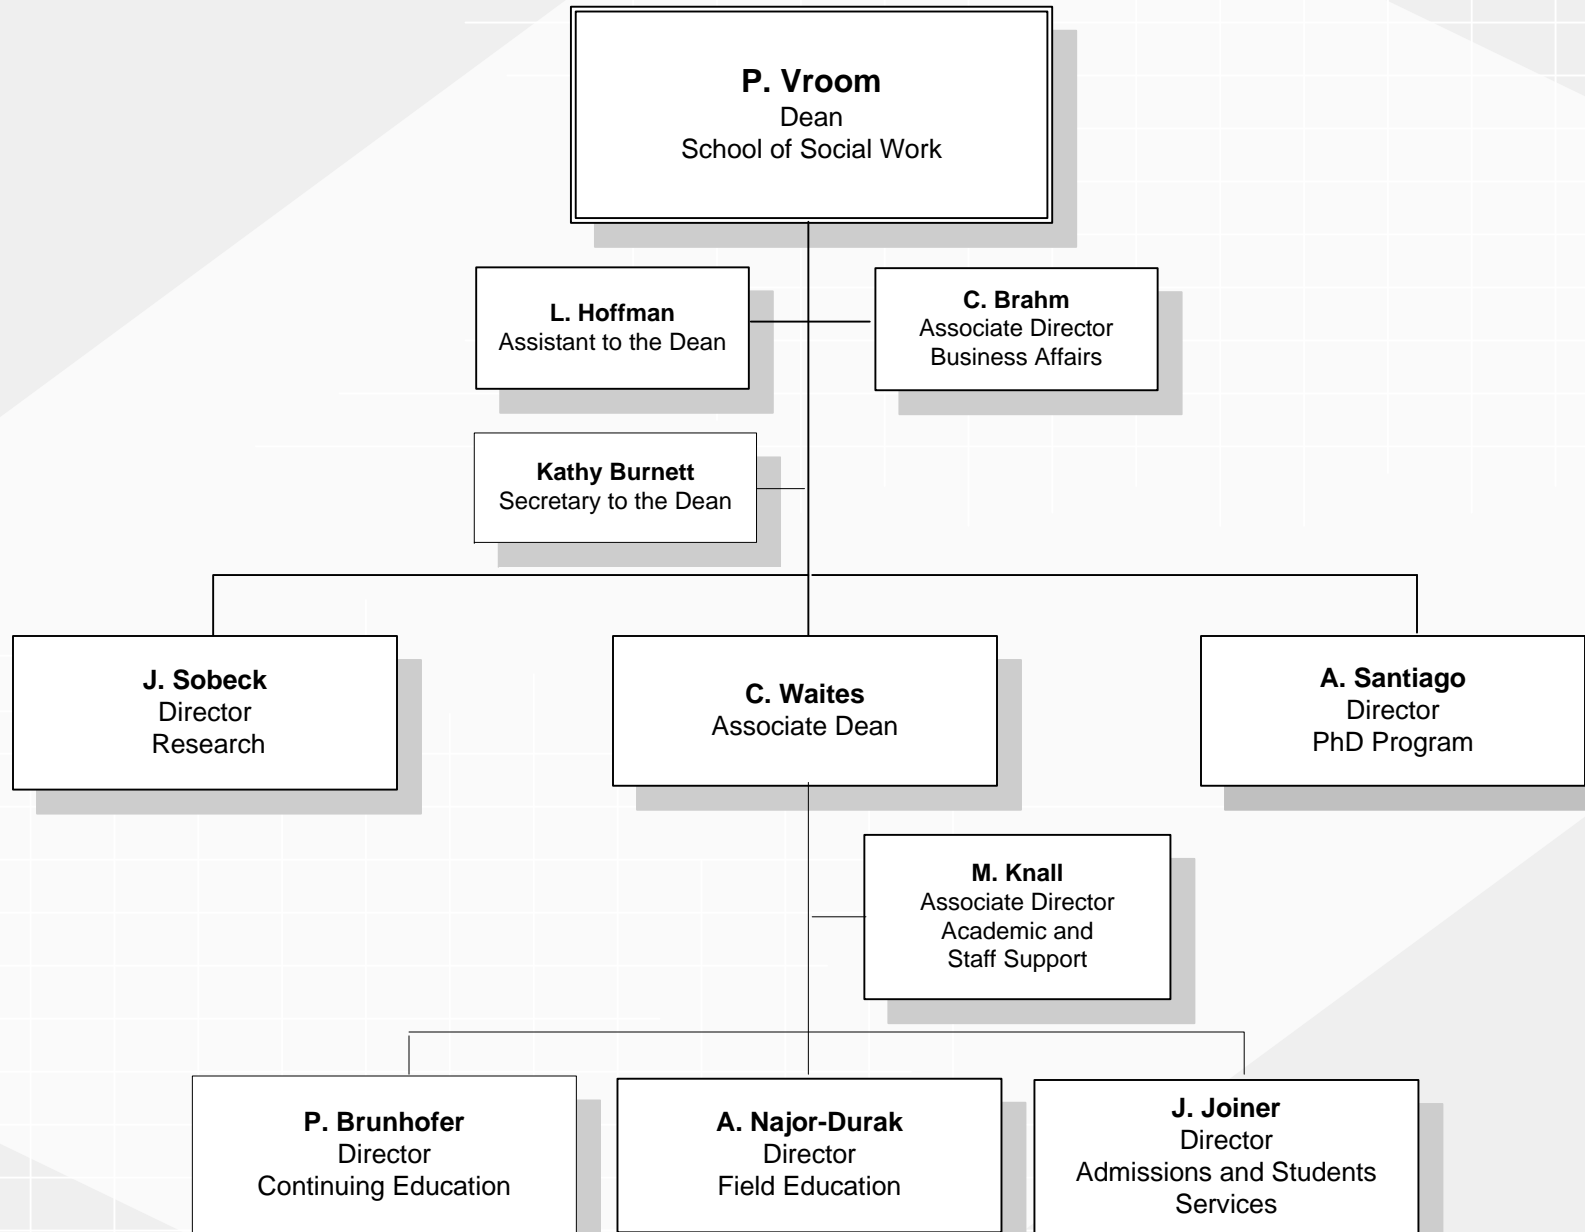 P. Vroom
Dean
School of Social Work
L. Hoffman
Assistant to the Dean
C. Brahm
Associate Director
Business Affairs
Kathy Burnett
Secretary to the Dean
J. Sobeck
Director
Research
C. Waites
Associate Dean
A. Santiago
Director
PhD Program
M. Knall
Associate Director
Academic and
Staff Support
P. Brunhofer
Director
Continuing Education
A. Najor-Durak
Director
Field Education
J. Joiner
Director
Admissions and Students
Services